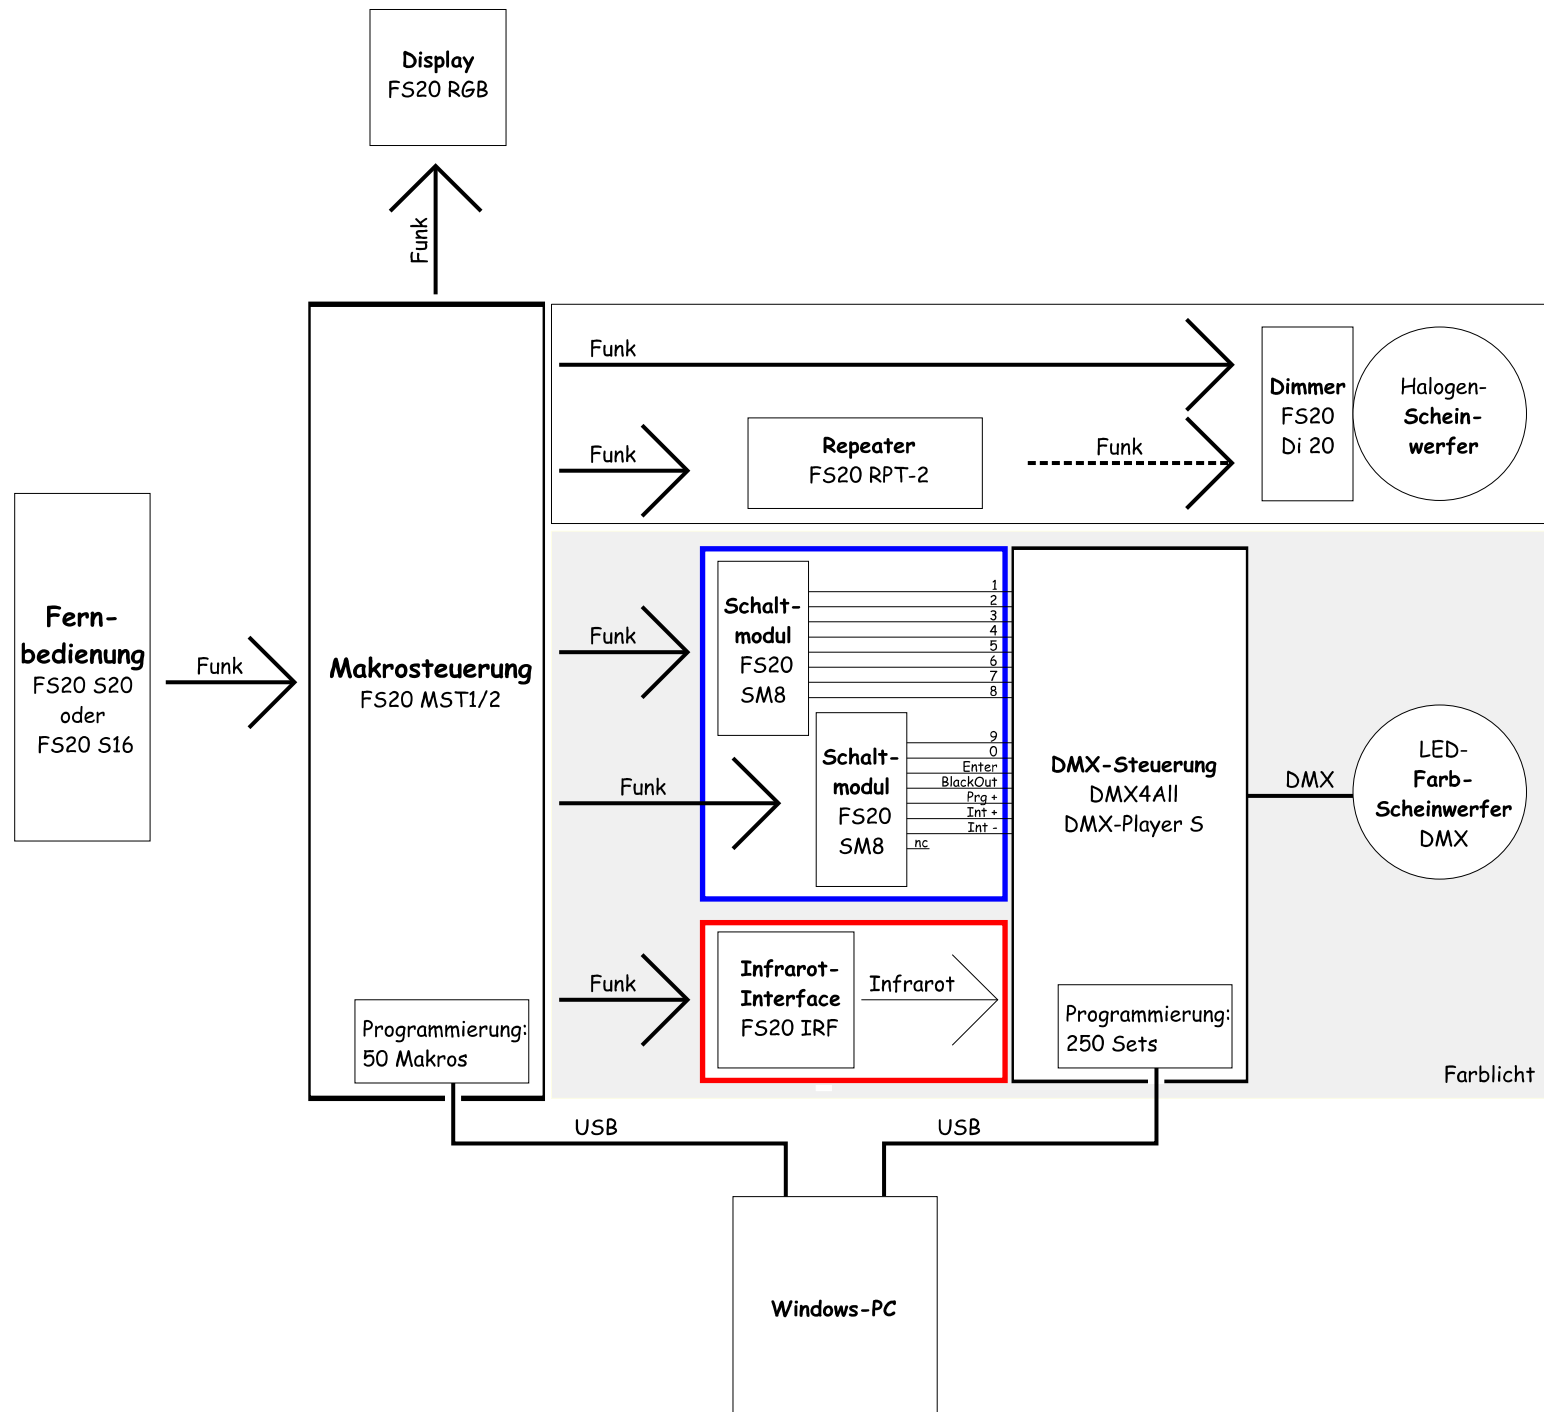 Display
FS20 RGB
Funk
Funk
Dimmer
FS20
Di 20
Halogen-
Schein-
werfer
Funk
Repeater
FS20 RPT-2
Funk
Fern-
bedienung
FS20 S20
oder
FS20 S16
Funk
Makrosteuerung
FS20 MST1/2
Funk
Schalt-
modul
FS20
SM8
1
2
3
4
5
6
7
8
Funk
Schalt-
modul
FS20
SM8
9
0
Enter
BlackOut
Prg +
Int +
Int -
nc
DMX-Steuerung
DMX4All
DMX-Player S
DMX
LED-
Farb-
Scheinwerfer
DMX
Funk
Infrarot-
Interface
FS20 IRF
Infrarot
Programmierung:
50 Makros
Programmierung:
250 Sets
Farblicht
USB
USB
Windows-PC